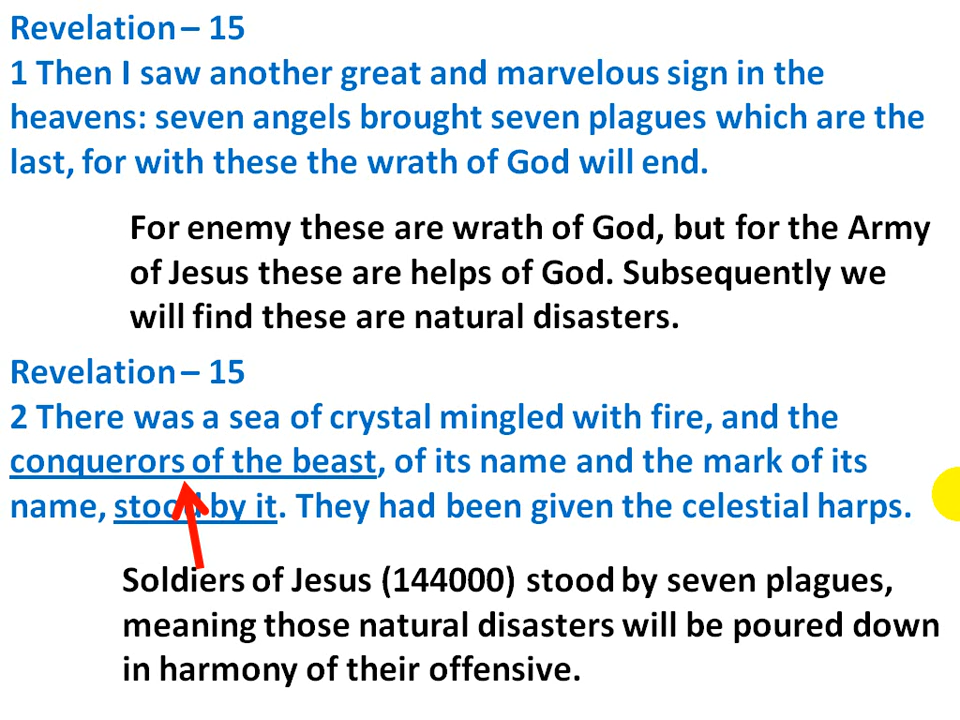 Revelation – 15
1 Then I saw another great and marvelous sign in the
heavens: seven angels brought seven plagues which are the
last, for with these the wrath of God will end.
For enemy these are wrath of God, but for the Army
of Jesus these are helps of God. Subsequently we
will find these are natural disasters.
Revelation – 15
2 There was a sea of crystal mingled with fire, and the
conquerors of the beast, of its name and the mark of its
name, stood by it. They had been given the celestial harps.
Soldiers of Jesus (144000) stood by seven plagues,
meaning those natural disasters will be poured down
in harmony of their offensive.